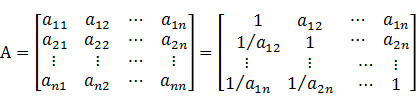 A = [ a₁₁ a₁₂ ⋯ a₁ₙ ] = [ 1 a₁₂ ⋯ a₁ₙ ]
[ a₂₁ a₂₂ ⋯ a₂ₙ ] [ 1/a₁₂ 1 ⋯ a₂ₙ ]
[ ⋮ ⋮ ⋯ ⋮ ] [ ⋮ ⋮ ⋯ ⋮ ]
[ aₙ₁ aₙ₂ ⋯ aₙₙ ] [ 1/a₁ₙ 1/a₂ₙ ⋯ 1 ]